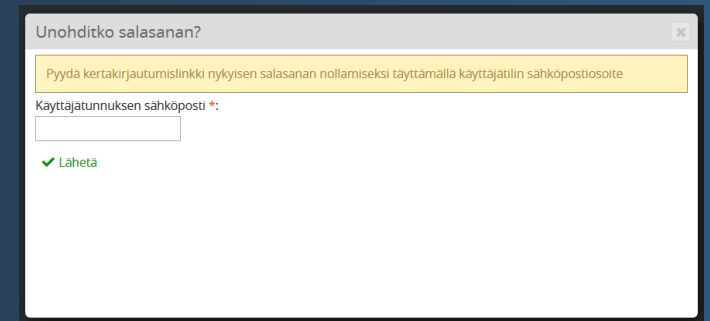 Unohditko salasanan?
Pyydä kertakirjautumislinkki nykyisen salasanan nollamiseksi täyttämällä käyttäjätilin sähköpostiosoite
Käyttäjätunnuksen sähköposti *:
Lähetä